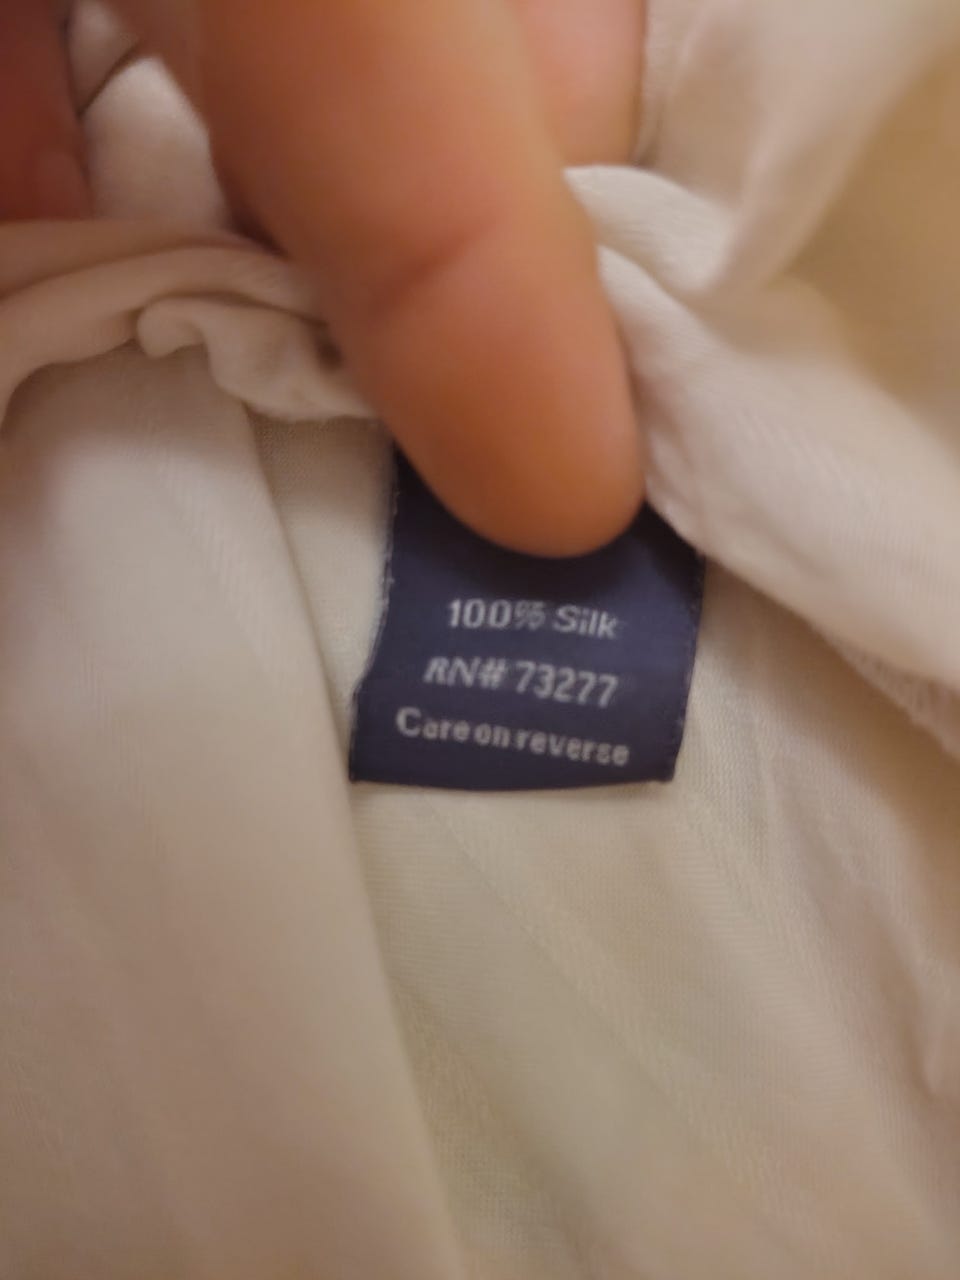 100% Silk
RN# 73277
Care on reverse